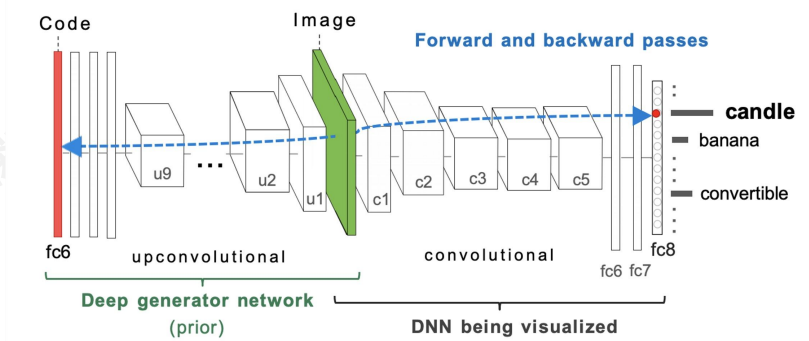 Code
Image
Forward and backward passes
candle
banana
convertible
u9
...
u2
u1
c1
c2
c3
c4
c5
fc6
upconvolutional
convolutional
fc6 fc7
fc8
Deep generator network
(prior)
DNN being visualized